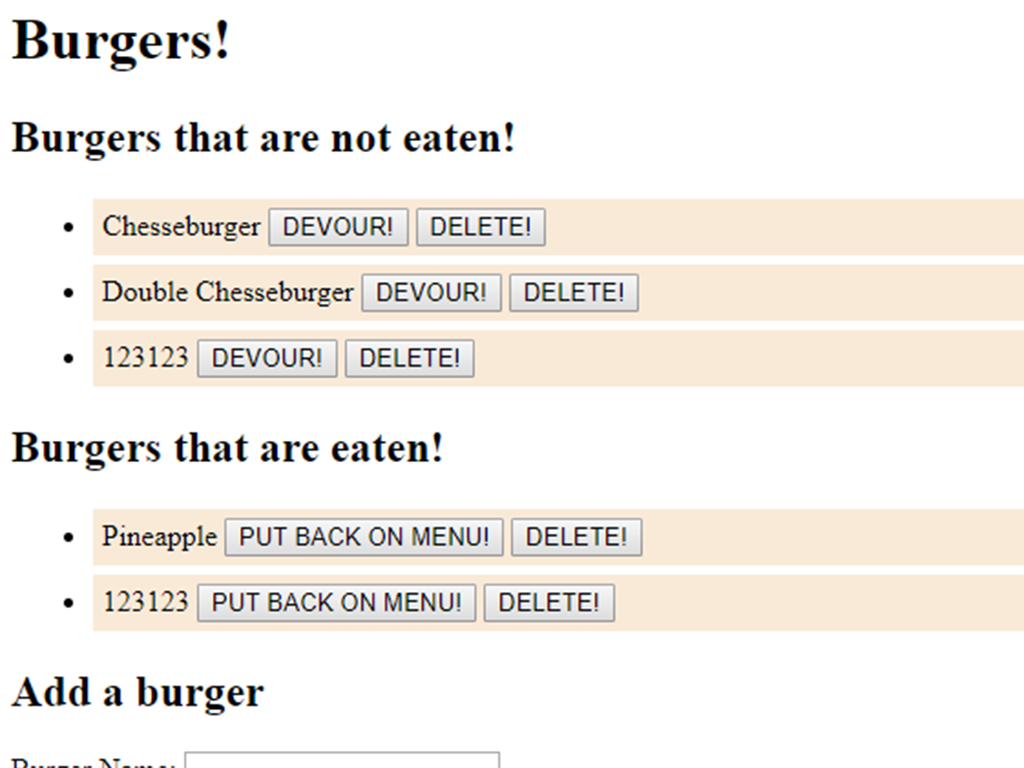 Burgers!
Burgers that are not eaten!
Chesseburger DEVOUR! DELETE!
Double Chesseburger DEVOUR! DELETE!
123123 DEVOUR! DELETE!
Burgers that are eaten!
Pineapple PUT BACK ON MENU! DELETE!
123123 PUT BACK ON MENU! DELETE!
Add a burger
Burger Name: